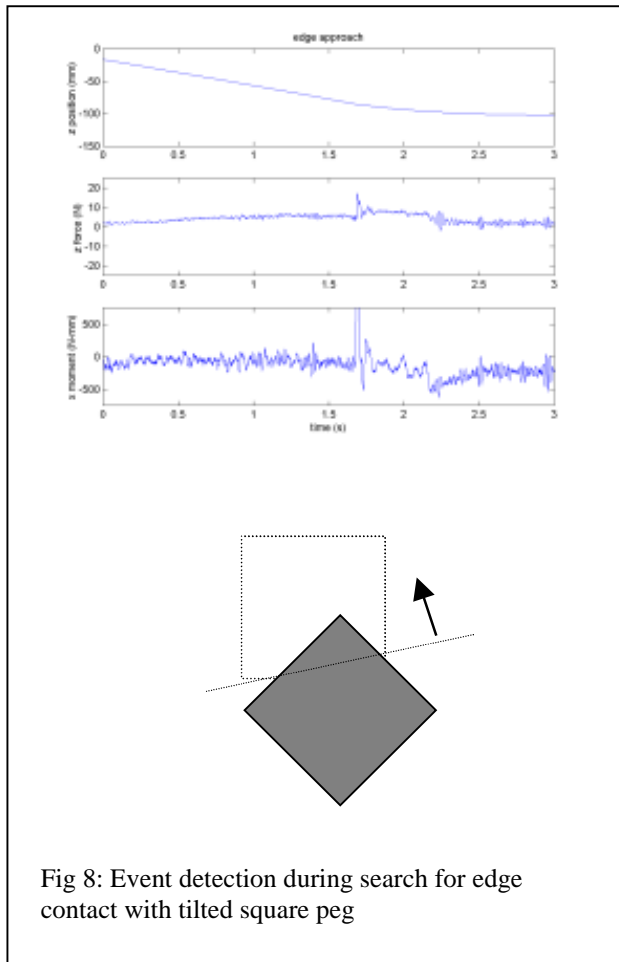 edge approach
z position (mm)
0
-50
-100
-150
0 0.5 1 1.5 2 2.5 3
z force (N)
20
10
0
-10
-20
0 0.5 1 1.5 2 2.5 3
x moment (N-mm)
500
0
-500
0 0.5 1 1.5 2 2.5 3
time (s)
Fig 8: Event detection during search for edge
contact with tilted square peg